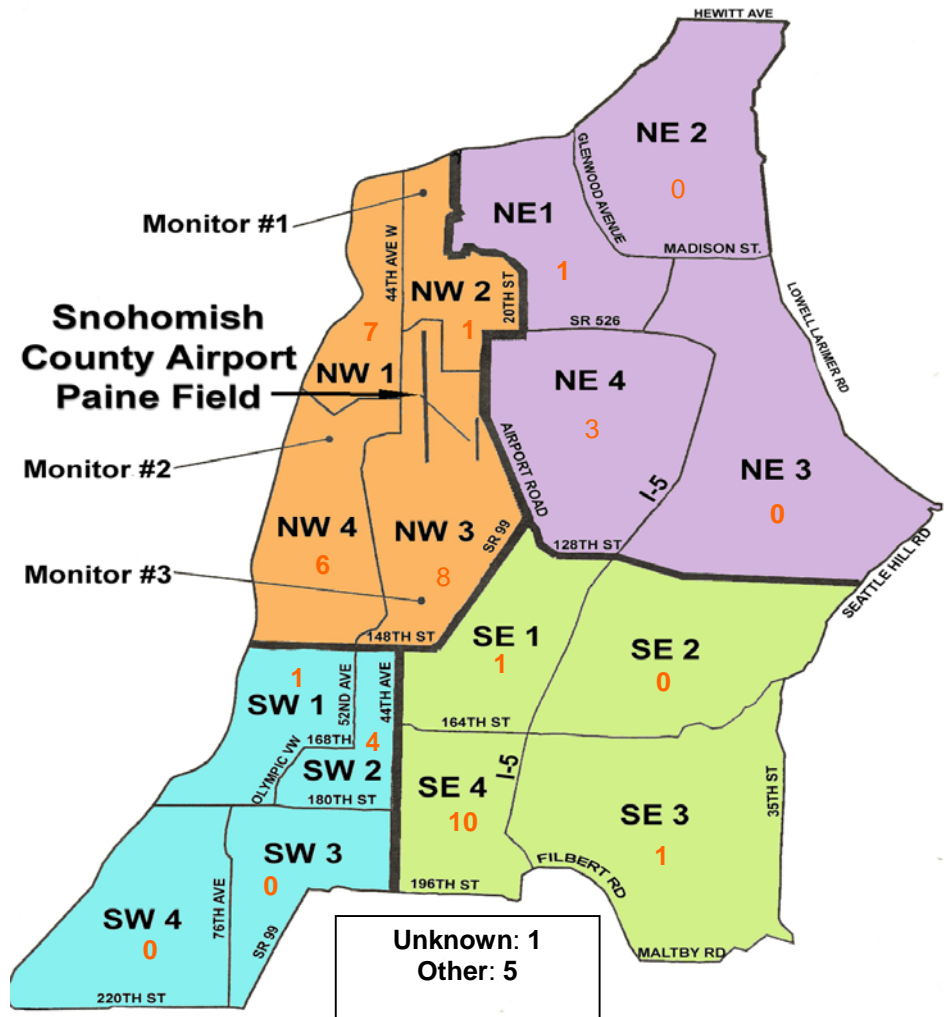 HEWITT AVE
NE 2
0
GLENWOOD AVENUE
MADISON ST.
NE1
1
Monitor #1
44TH AVE W
NW 2
1
20TH ST
SR 526
LOWELL LARIMER RD
Snohomish
County Airport
Paine Field
7
NW 1
NE 4
3
AIRPORT ROAD
I-5
NE 3
0
Monitor #2
NW 4
6
NW 3
8
SR 99
128TH ST
SEATTLE HILL RD
Monitor #3
148TH ST
SE 1
1
SE 2
0
1
SW 1
52ND AVE
44TH AVE
168TH
4
OLYMPIC VW
SW 2
180TH ST
164TH ST
I-5
SE 4
10
SE 3
1
35TH ST
SW 3
0
76TH AVE
SR 99
SW 4
0
196TH ST
FILBERT RD
MALTBY RD
220TH ST
Unknown: 1
Other: 5